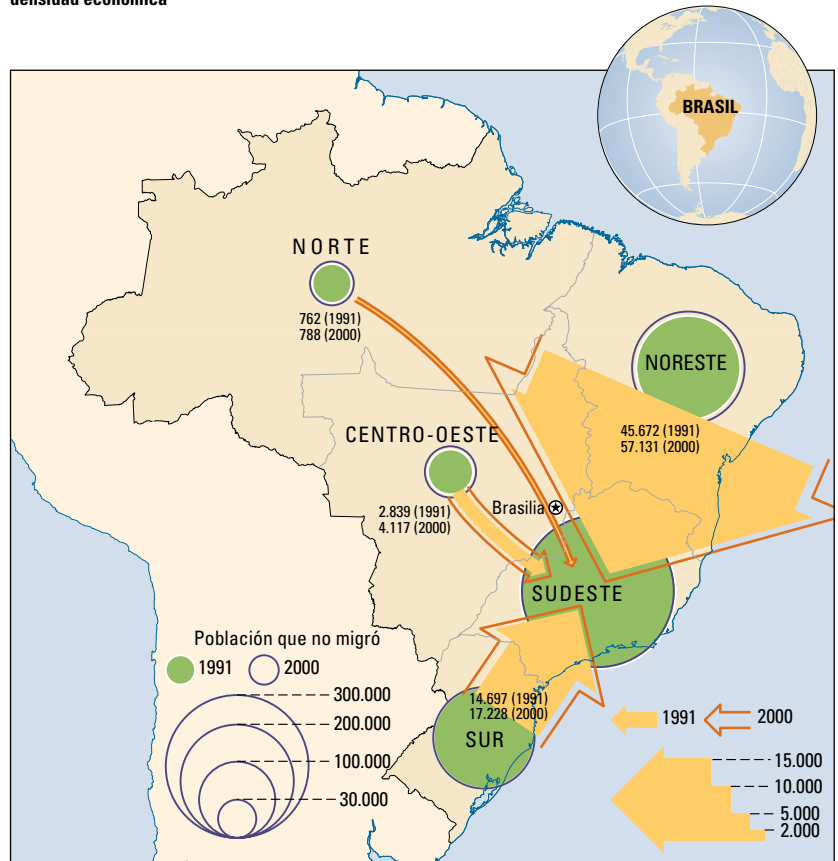 densidad económica
BRASIL
NORTE
762 (1991)
788 (2000)
NORESTE
45.672 (1991)
57.131 (2000)
CENTRO-OESTE
2.839 (1991)
4.117 (2000)
Brasilia
SUDESTE
14.697 (1991)
17.228 (2000)
SUR
Población que no migró
1991 2000
300.000
200.000
100.000
30.000
1991 2000
15.000
10.000
5.000
2.000